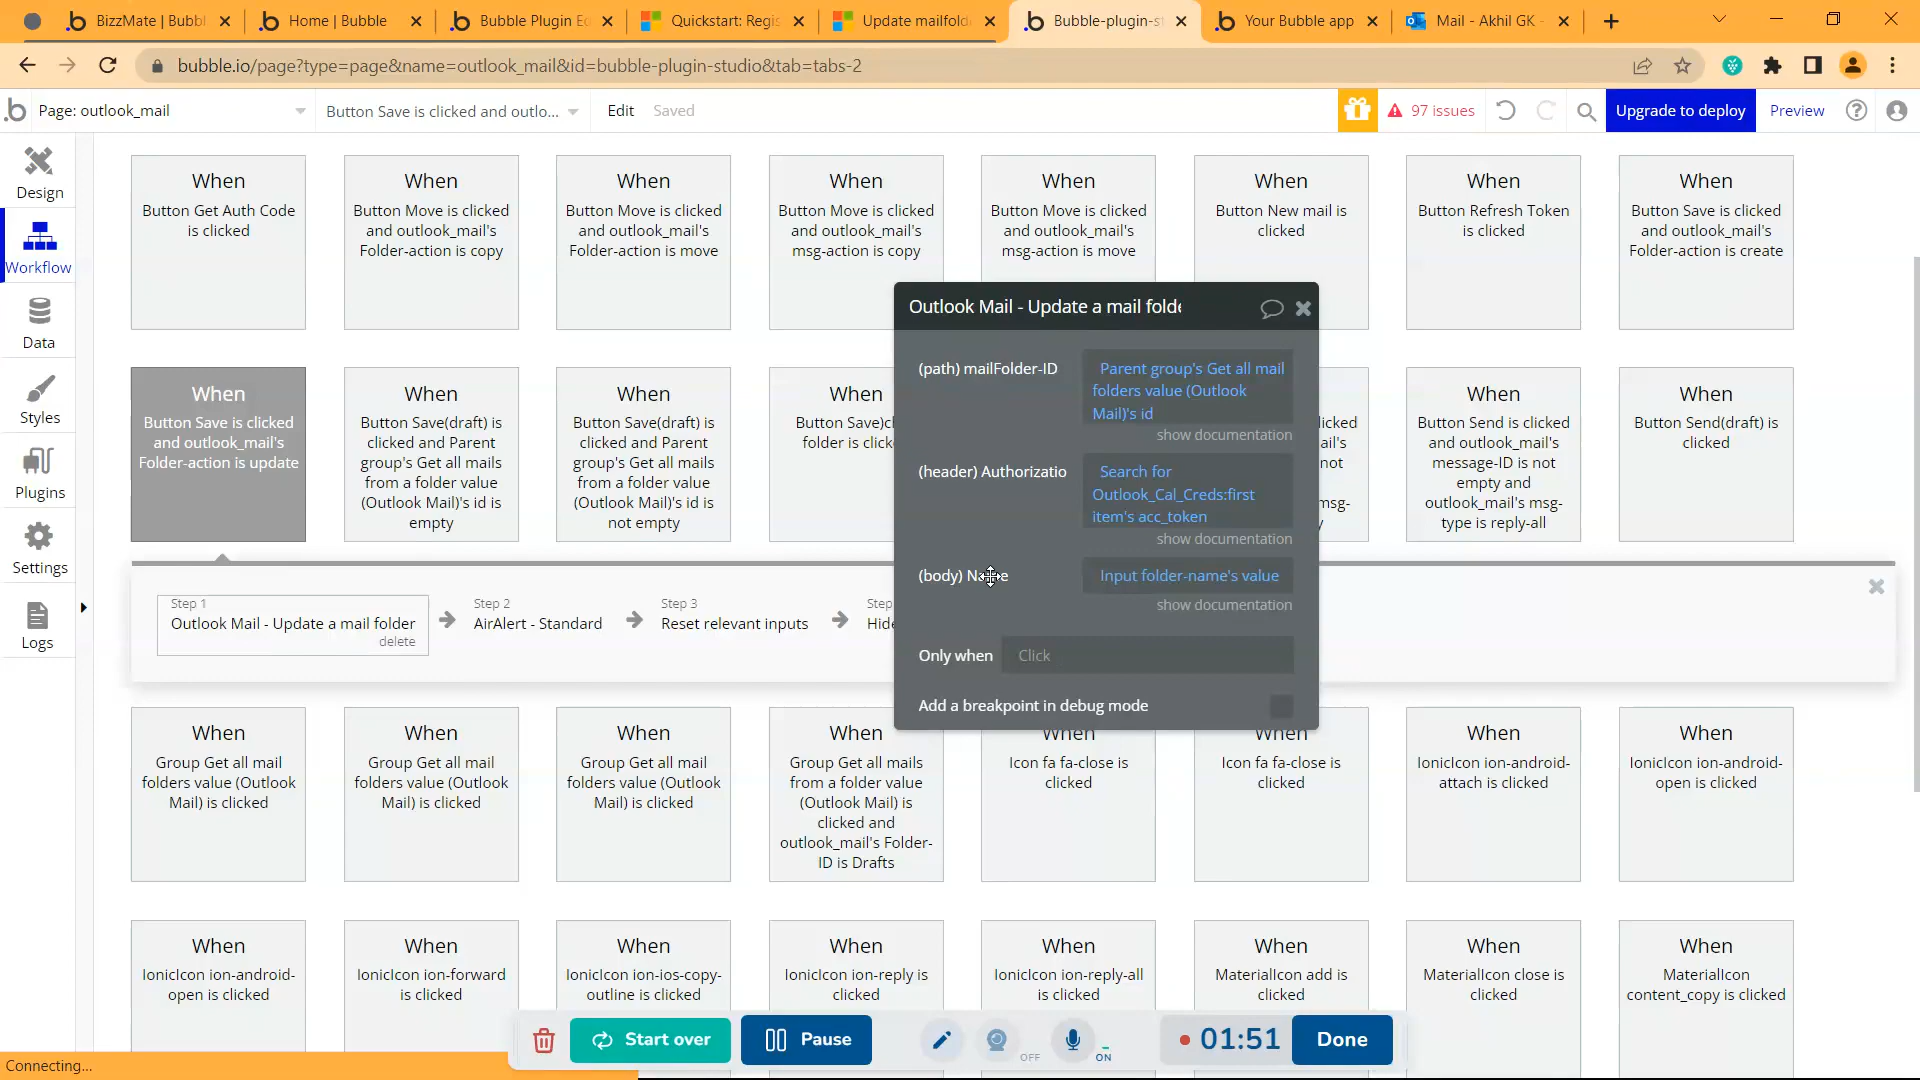 BizzMate | Bubbl
Home | Bubble
Bubble Plugin Ed
Quickstart: Regis
Update mailfold
Bubble-plugin-st
Your Bubble app
Mail - Akhil GK -
bubble.io/page?type=page&name=outlook_mail&id=bubble-plugin-studio&tab=tabs-2
Page: outlook_mail
Button Save is clicked and outlo...
Edit
Saved
97 issues
Upgrade to deploy
Preview
Design
Workflow
Data
Styles
Plugins
Settings
Logs
When
Button Get Auth Code
is clicked
When
Button Move is clicked
and outlook_mail's
Folder-action is copy
When
Button Move is clicked
and outlook_mail's
Folder-action is move
When
Button Move is clicked
and outlook_mail's
msg-action is copy
When
Button Move is clicked
and outlook_mail's
msg-action is move
When
Button New mail is
clicked
When
Button Refresh Token
is clicked
When
Button Save is clicked
and outlook_mail's
Folder-action is create
When
Button Save is clicked
and outlook_mail's
Folder-action is update
When
Button Save(draft) is
clicked and Parent
group's Get all mails
from a folder value
(Outlook Mail)'s id is
empty
When
Button Save(draft) is
clicked and Parent
group's Get all mails
from a folder value
(Outlook Mail)'s id is
not empty
When
Button Save)c
folder is click
licked
ail's
not
msg-
y
When
Button Send is clicked
and outlook_mail's
message-ID is not
empty and
outlook_mail's msg-
type is reply-all
When
Button Send(draft) is
clicked
Outlook Mail - Update a mail folde
(path) mailFolder-ID
Parent group's Get all mail
folders value (Outlook
Mail)'s id
show documentation
(header) Authorizatio
Search for
Outlook_Cal_Creds:first
item's acc_token
show documentation
(body) Name
Input folder-name's value
show documentation
Only when
Click
Add a breakpoint in debug mode
Step 1
Outlook Mail - Update a mail folder
delete
Step 2
AirAlert - Standard
Step 3
Reset relevant inputs
Step
Hide
When
Group Get all mail
folders value (Outlook
Mail) is clicked
When
Group Get all mail
folders value (Outlook
Mail) is clicked
When
Group Get all mail
folders value (Outlook
Mail) is clicked
When
Group Get all mails
from a folder value
(Outlook Mail) is
clicked and
outlook_mail's Folder-
ID is Drafts
When
Icon fa fa-close is
clicked
When
Icon fa fa-close is
clicked
When
IonicIcon ion-android-
attach is clicked
When
IonicIcon ion-android-
open is clicked
When
IonicIcon ion-android-
open is clicked
When
IonicIcon ion-forward
is clicked
When
IonicIcon ion-ios-copy-
outline is clicked
When
IonicIcon ion-reply is
clicked
When
IonicIcon ion-reply-all
is clicked
When
MaterialIcon add is
clicked
When
MaterialIcon close is
clicked
When
MaterialIcon
content_copy is clicked
Start over
Pause
OFF
ON
01:51
Done
Connecting...